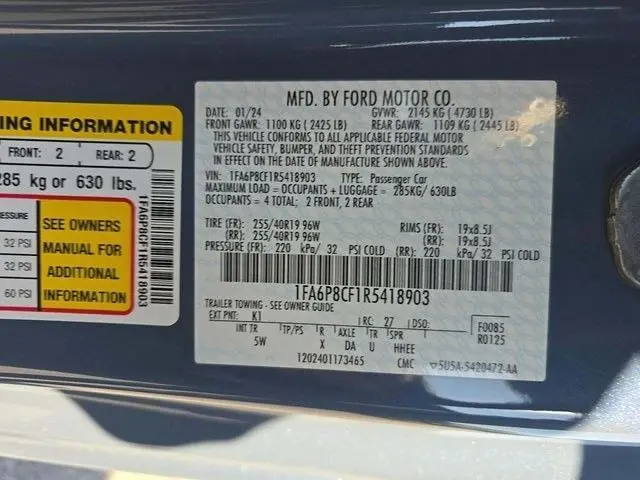 ING INFORMATION
FRONT: 2 REAR: 2
285 kg or 630 lbs.
ESSURE
32 PSI
32 PSI
60 PSI
SEE OWNERS
MANUAL FOR
ADDITIONAL
INFORMATION
1FA6P8CF1R5418903
MFD. BY FORD MOTOR CO.
DATE: 01/24 GVWR: 2145 KG ( 4730 LB)
FRONT GAWR: 1100 KG ( 2425 LB) REAR GAWR: 1109 KG ( 2445 LB)
THIS VEHICLE CONFORMS TO ALL APPLICABLE FEDERAL MOTOR
VEHICLE SAFETY, BUMPER, AND THEFT PREVENTION STANDARDS
IN EFFECT ON THE DATE OF MANUFACTURE SHOWN ABOVE.
VIN: 1FA6P8CF1R5418903 TYPE: Passenger Car
MAXIMUM LOAD = OCCUPANTS + LUGGAGE = 285KG/ 630LB
OCCUPANTS = 4 TOTAL; 2 FRONT, 2 REAR
TIRE (FR): 255/40R19 96W RIMS (FR): 19x8.5J
(RR): 255/40R19 96W (RR): 19x8.5J
PRESSURE (FR): 220 kPa/ 32 PSI COLD (RR): 220 kPa/ 32 PSI COLD
1FA6P8CF1R5418903
TRAILER TOWING - SEE OWNER GUIDE
EXT PNT: K1 RC: 27 DSO: F0085
INT TR TP/PS R AXLE TR SPR R0125
5W X DA U HHEE
1202401173465 CMC 5U5A-5420472-AA